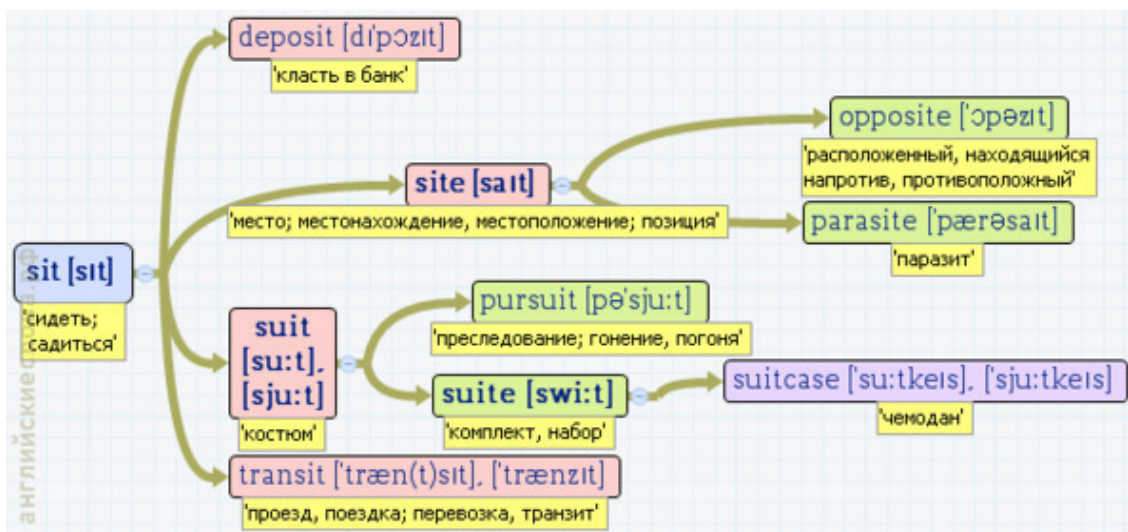 deposit [dɪ'pɔzɪt]
'класть в банк'
opposite ['ɔpəzɪt]
'расположенный, находящийся
напротив, противоположный'
site [saɪt]
'место; местонахождение, местоположение; позиция'
parasite ['pærəsaɪt]
'паразит'
sit [sɪt]
'сидеть;
садиться'
suit
[su:t],
[sju:t]
'костюм'
pursuit [pə'sju:t]
'преследование; гонение, погоня'
suite [swi:t]
'комплект, набор'
suitcase ['su:tkeɪs], ['sju:tkeɪs]
'чемодан'
transit ['træn(t)sɪt], ['trænzɪt]
'проезд, поездка; перевозка, транзит'